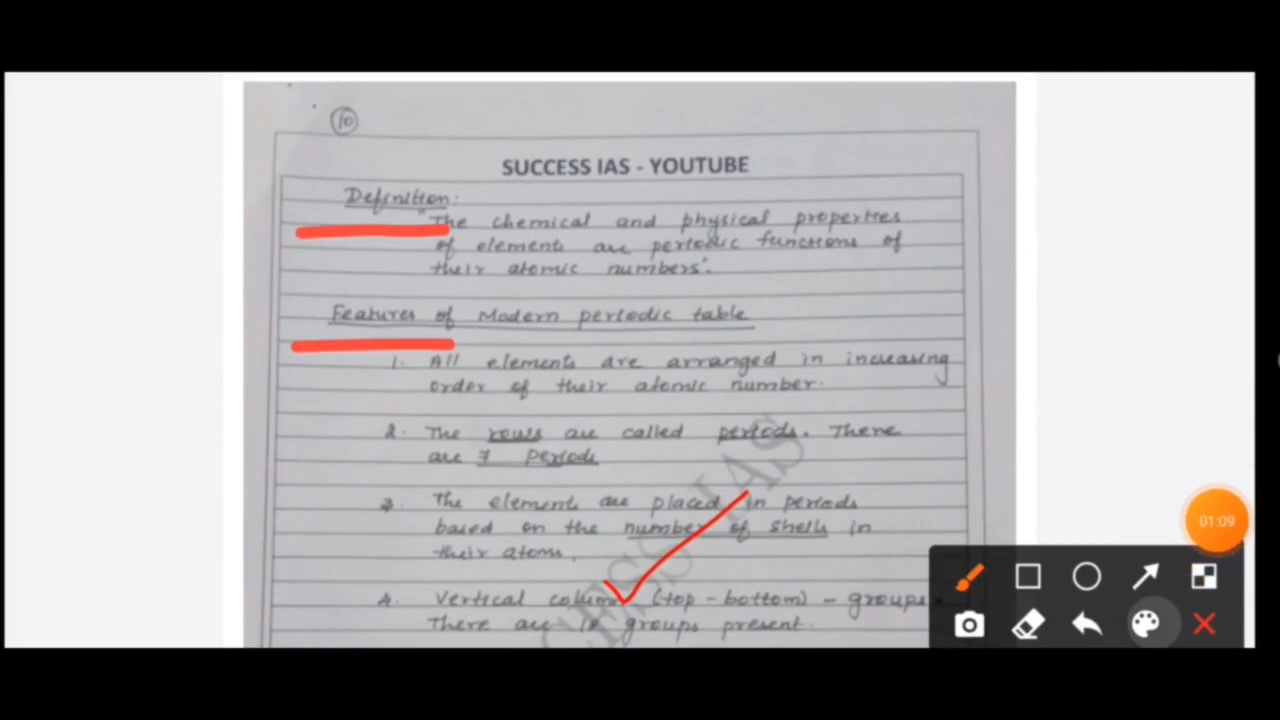 10
SUCCESS IAS - YOUTUBE
Definition:
"The chemical and physical properties
of elements are periodic functions of
their atomic numbers".
Features of Modern periodic table
1. All elements are arranged in increasing
order of their atomic number.
2. The rows are called periods. There
are 7 Periods
3. The elements are placed in periods
based on the number of shells in
their atoms.
4. Vertical column (top - bottom) - groups.
There are 18 groups present.
CESS IAS
01:09